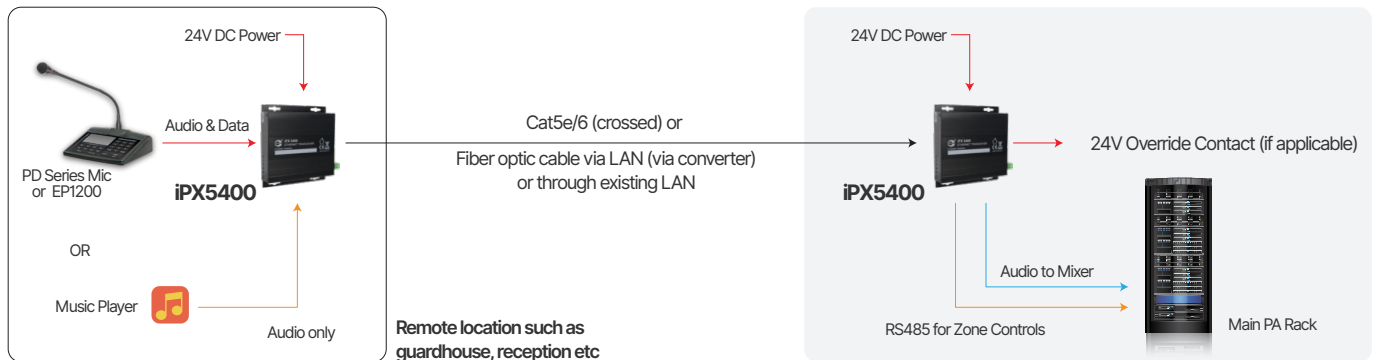 24V DC Power
Audio & Data
PD Series Mic
or EP1200
iPX5400
OR
Music Player
Audio only
Cat5e/6 (crossed) or
Fiber optic cable via LAN (via converter)
or through existing LAN
Remote location such as
guardhouse, reception etc
24V DC Power
iPX5400
24V Override Contact (if applicable)
Audio to Mixer
RS485 for Zone Controls
Main PA Rack